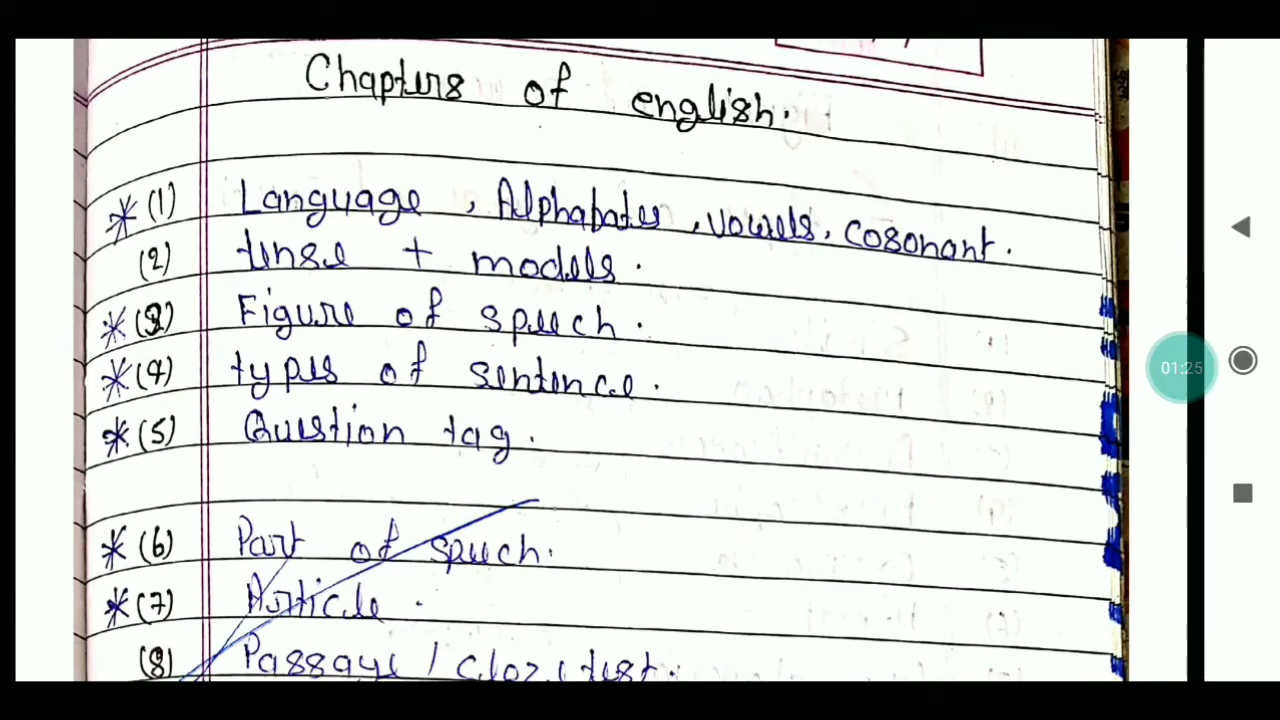 Chapters of english.
* (1) Language , Alphabates , vowels, cosonant.
(2) tense + models.
* (3) Figure of speech.
* (4) types of sentence.
* (5) Question tag.
* (6) Part of speech.
* (7) Article .
(8) Passage / cloze test.
01:25